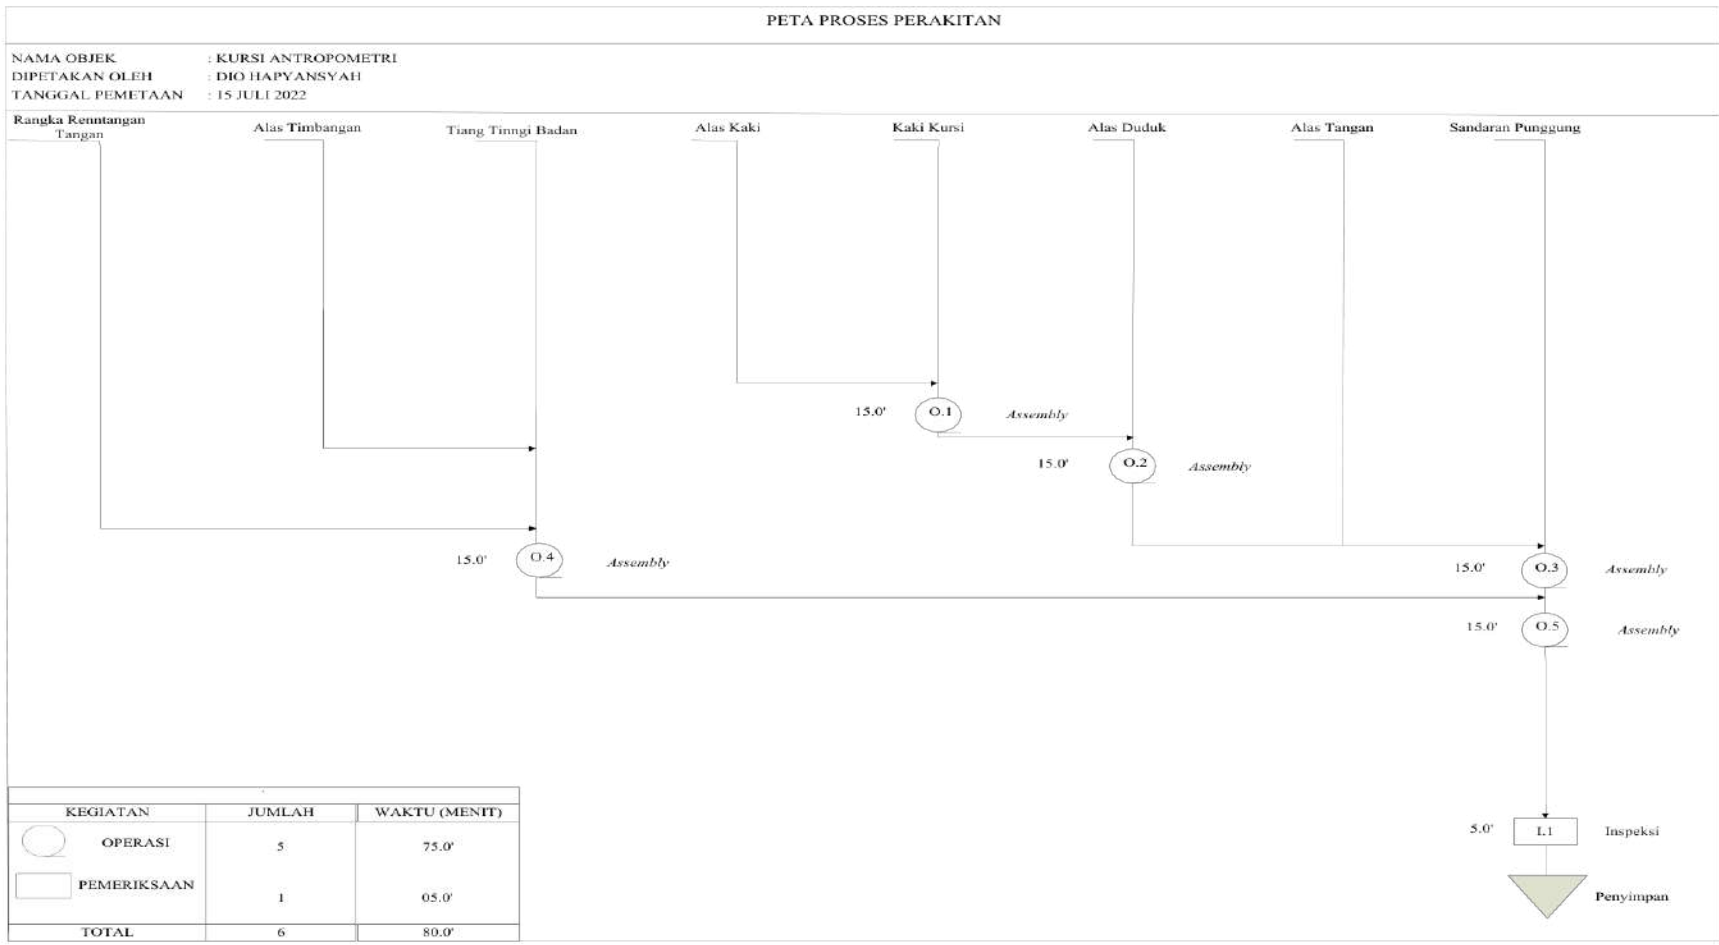 PETA PROSES PERAKITAN
NAMA OBJEK : KURSI ANTROPOMETRI
DIPETAKAN OLEH : DIO HAPYANSYAH
TANGGAL PEMETAAN : 15 JULI 2022
Rangka Renntangan
Tangan
Alas Timbangan
Tiang Tinngi Badan
Alas Kaki
Kaki Kursi
Alas Duduk
Alas Tangan
Sandaran Punggung
15.0' O.1 Assembly
15.0' O.2 Assembly
15.0' O.4 Assembly
15.0' O.3 Assembly
15.0' O.5 Assembly
5.0' I.1 Inspeksi
Penyimpan
KEGIATAN JUMLAH WAKTU (MENIT)
OPERASI 5 75.0'
PEMERIKSAAN 1 05.0'
TOTAL 6 80.0'